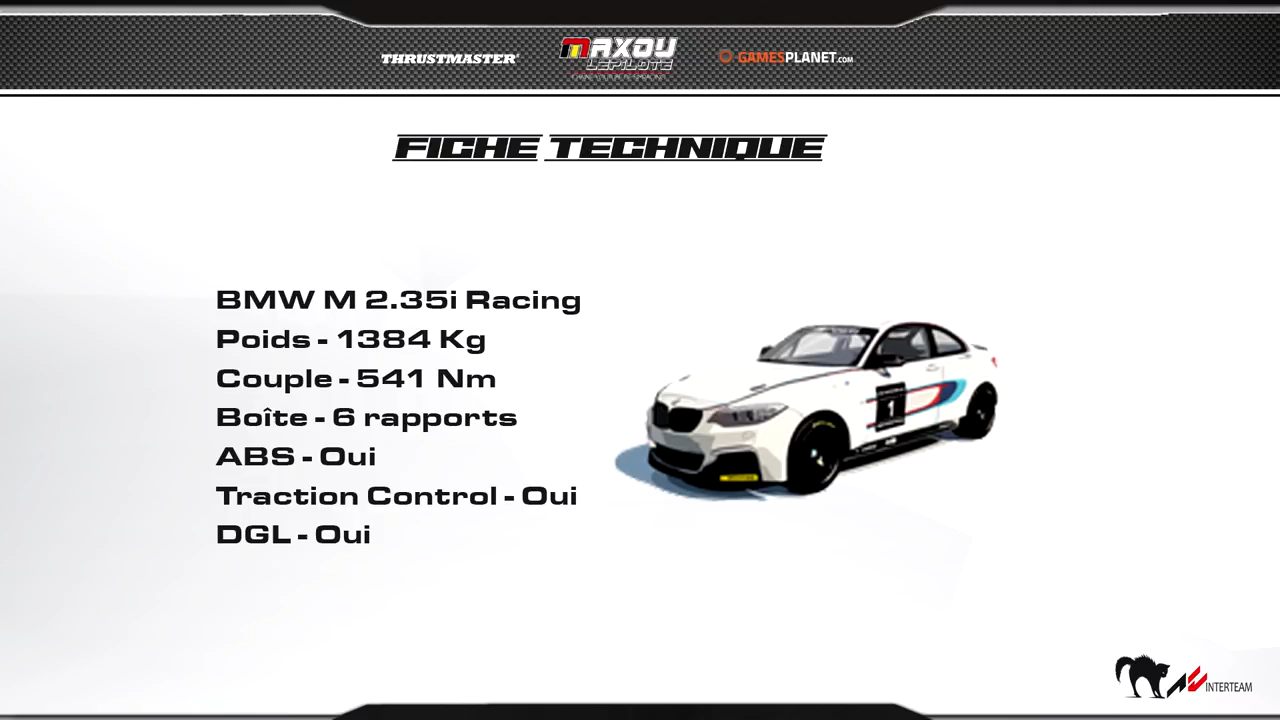 THRUSTMASTER®
MAXOU
LEPILOTE
GAMESPLANET.COM
FICHE TECHNIQUE
BMW M 2.35i Racing
Poids - 1384 Kg
Couple - 541 Nm
Boîte - 6 rapports
ABS - Oui
Traction Control - Oui
DGL - Oui
1
INTERTEAM